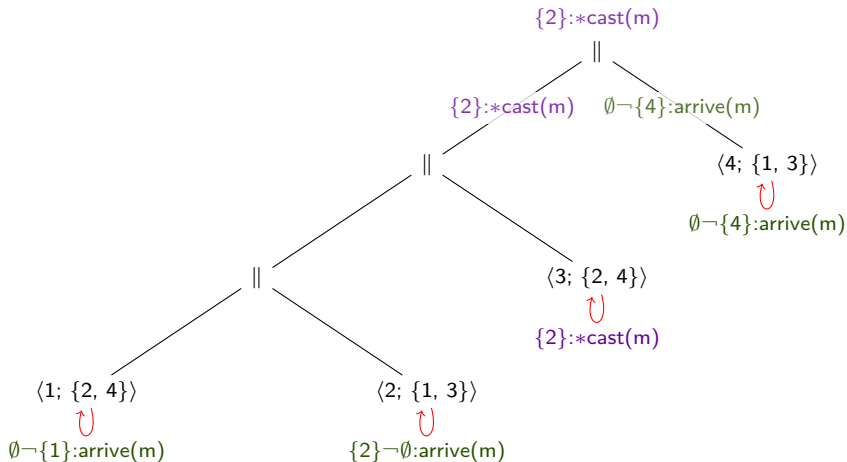 {2}:∗cast(m)
∥
{2}:∗cast(m) ∅¬{4}:arrive(m)
∥ ⟨4; {1, 3}⟩
∅¬{4}:arrive(m)
∥ ⟨3; {2, 4}⟩
{2}:∗cast(m)
⟨1; {2, 4}⟩ ⟨2; {1, 3}⟩
∅¬{1}:arrive(m) {2}¬∅:arrive(m)